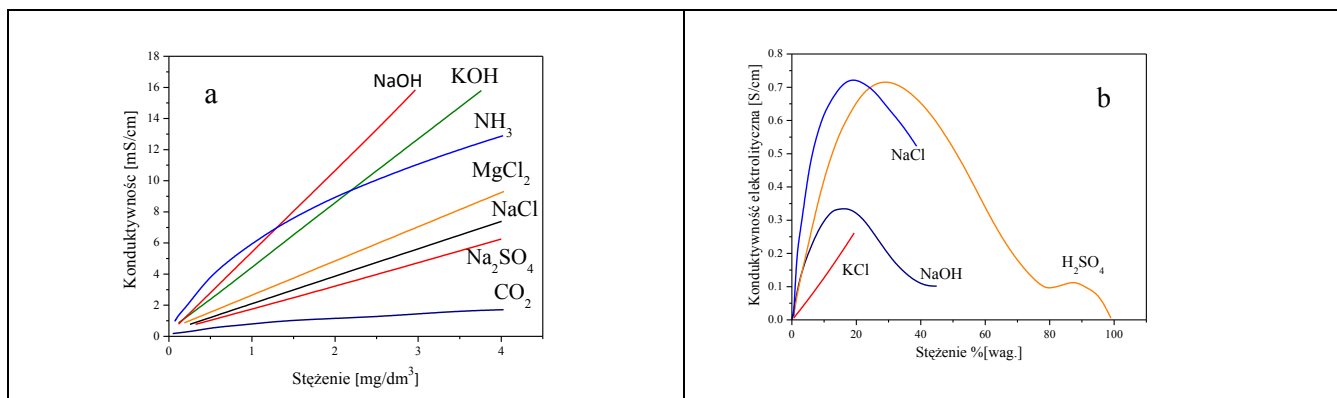 a
Konduktywność [mS/cm]
18
16
14
12
10
8
6
4
2
0
NaOH
KOH
NH₃
MgCl₂
NaCl
Na₂SO₄
CO₂
0 1 2 3 4
Stężenie [mg/dm³]
b
Konduktywność elektrolityczna [S/cm]
0.8
0.7
0.6
0.5
0.4
0.3
0.2
0.1
0.0
NaCl
H₂SO₄
KCl
NaOH
0 20 40 60 80 100
Stężenie %[wag.]